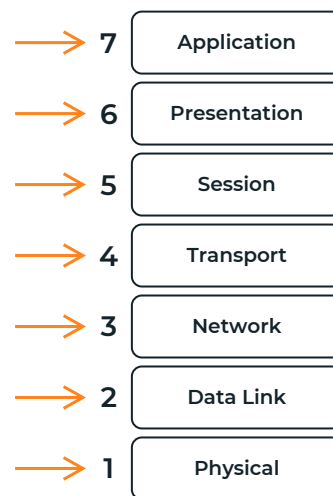 7 Application
6 Presentation
5 Session
4 Transport
3 Network
2 Data Link
1 Physical